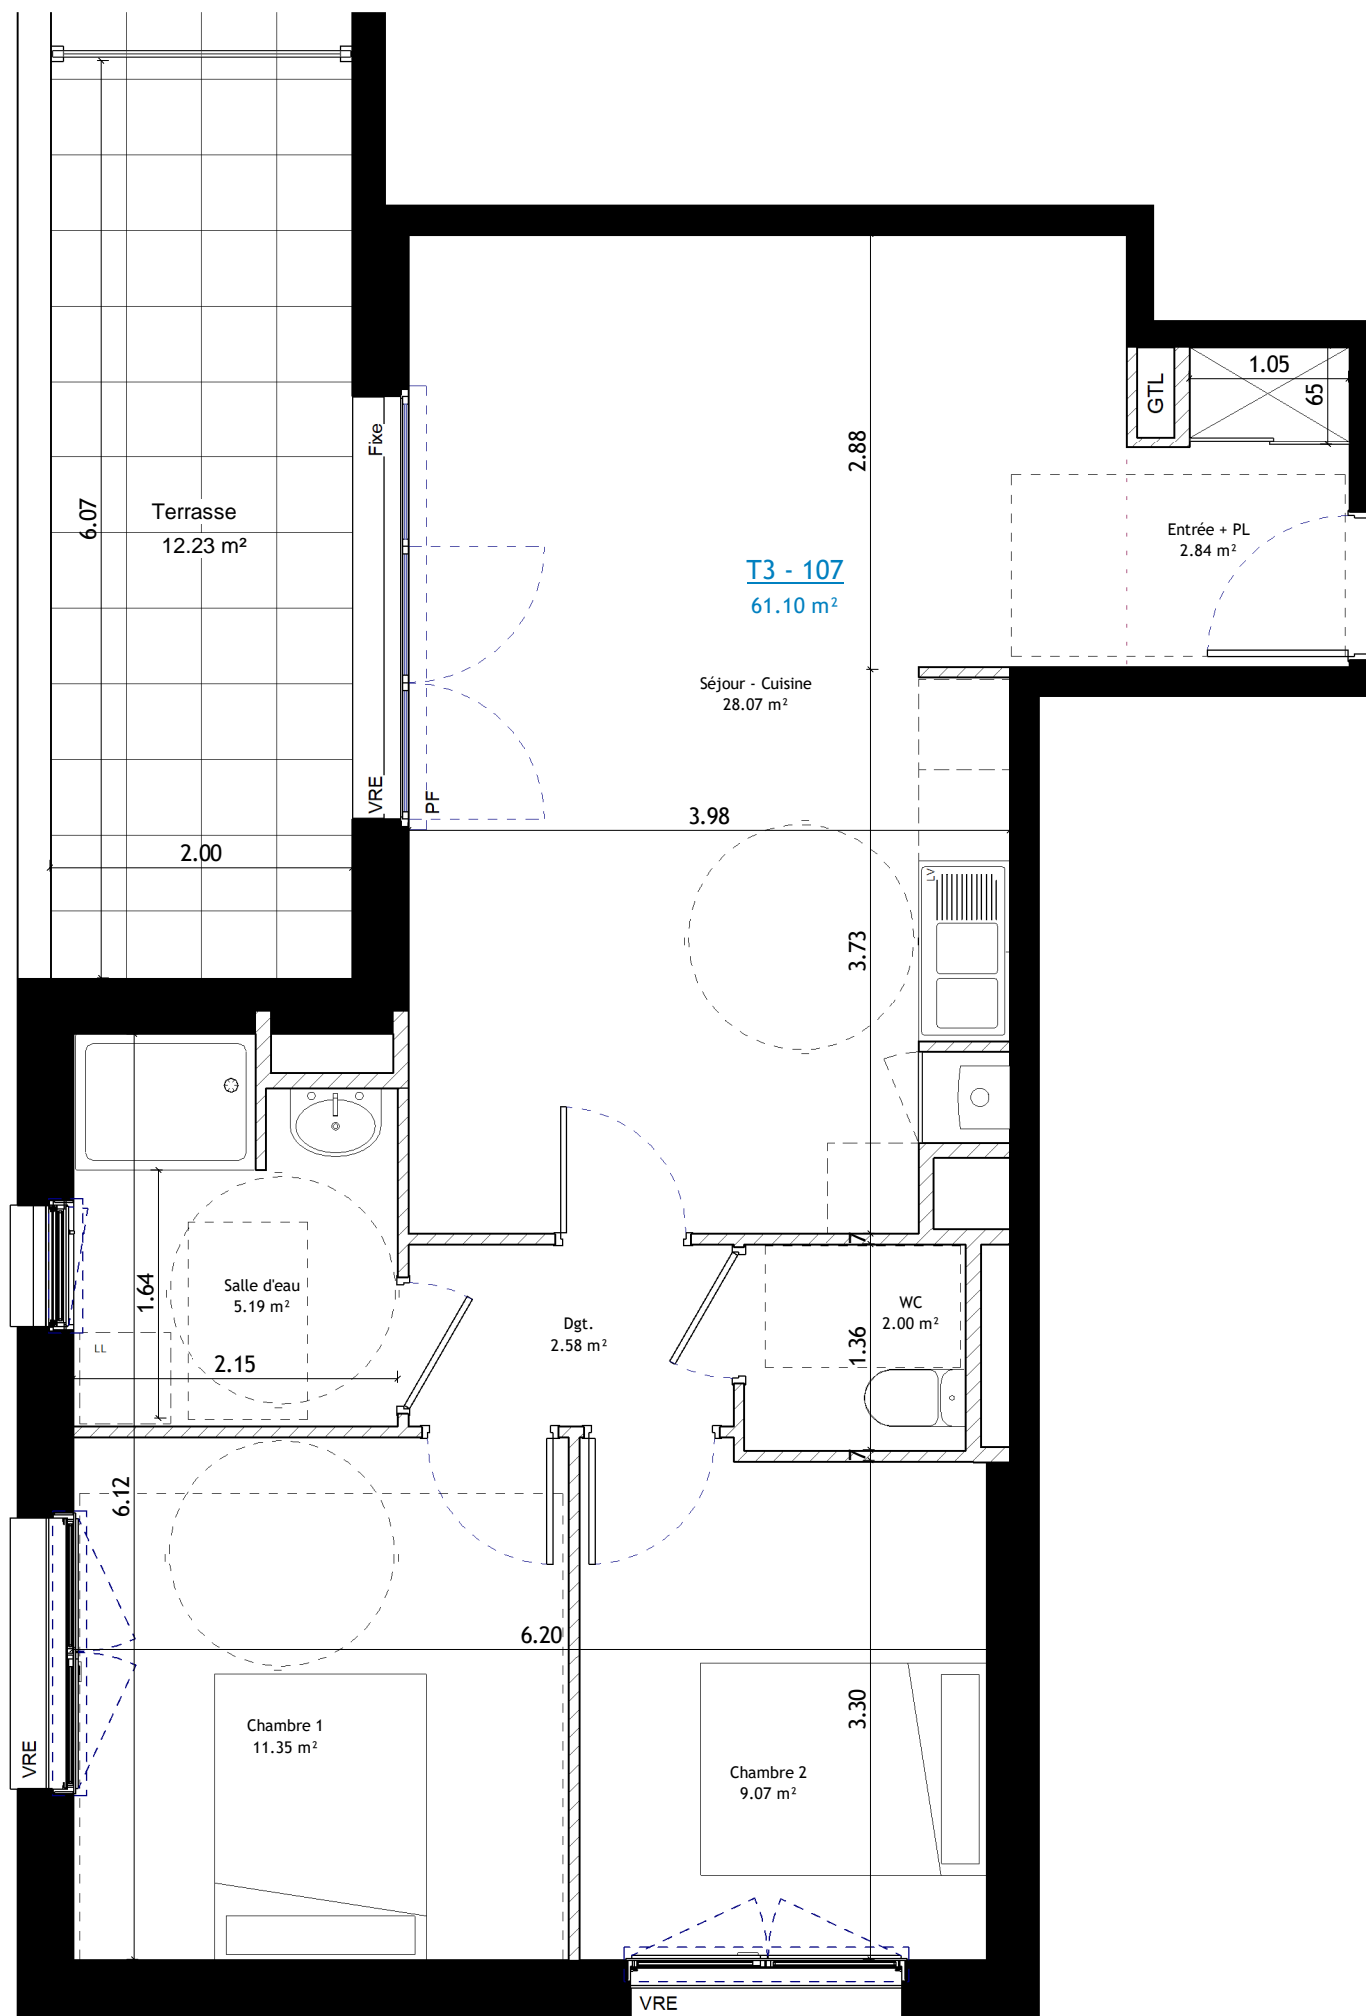 1.05
65
GTL
Fixe
2.88
6.07
Terrasse
12.23 m²
Entrée + PL
2.84 m²
T3 - 107
61.10 m²
Séjour - Cuisine
28.07 m²
VRE
PF
3.98
2.00
LV
3.73
7
1.64
Salle d'eau
5.19 m²
WC
2.00 m²
Dgt.
2.58 m²
1.36
LL
2.15
7
6.12
6.20
3.30
Chambre 1
11.35 m²
VRE
Chambre 2
9.07 m²
VRE